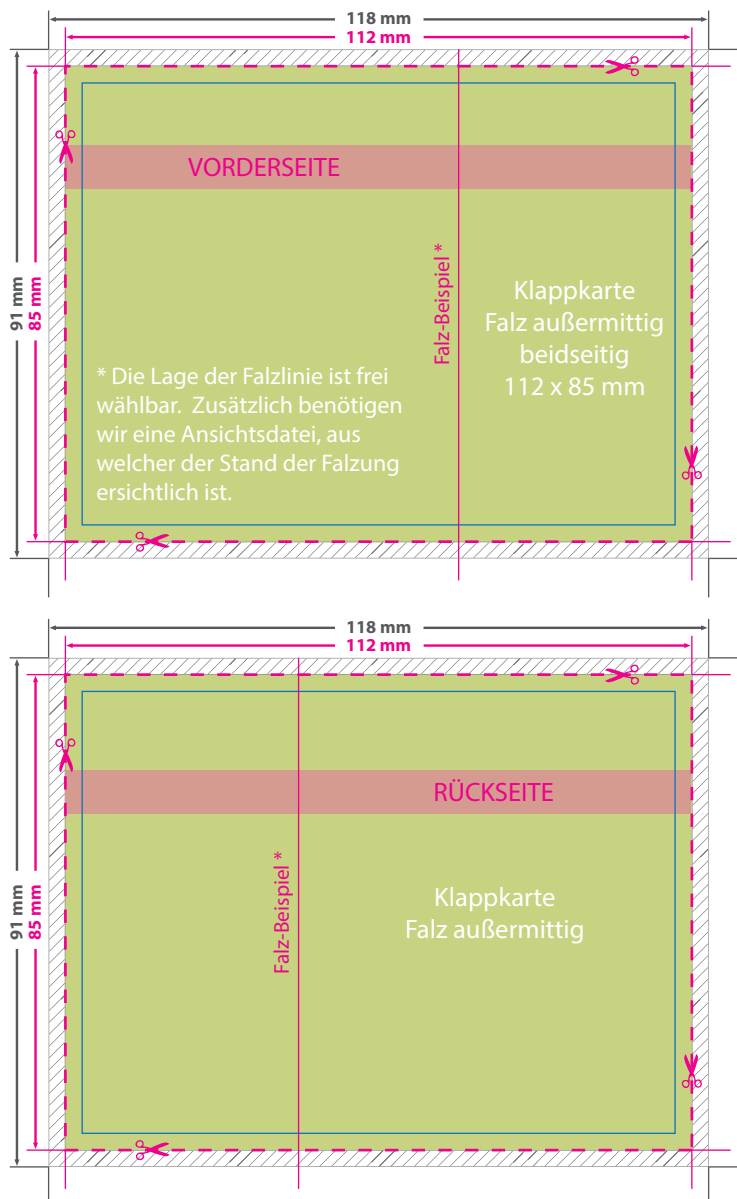 118 mm
112 mm
91 mm
85 mm
VORDERSEITE
Falz-Beispiel *
Klappkarte
Falz außermittig
beidseitig
112 x 85 mm
* Die Lage der Falzlinie ist frei
wählbar.  Zusätzlich benötigen
wir eine Ansichtsdatei, aus
welcher der Stand der Falzung
ersichtlich ist.
118 mm
112 mm
91 mm
85 mm
RÜCKSEITE
Falz-Beispiel *
Klappkarte
Falz außermittig